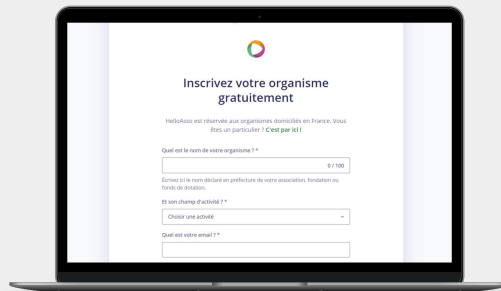 Inscrivez votre organisme
gratuitement
HelloAsso est réservée aux organismes domiciliés en France. Vous
êtes un particulier ? C'est par ici !
Quel est le nom de votre organisme ? *
0 / 100
Écrivez ici le nom déclaré en préfecture de votre association, fondation ou
fonds de dotation.
Et son champ d'activité ? *
Choisir une activité
Quel est votre email ? *